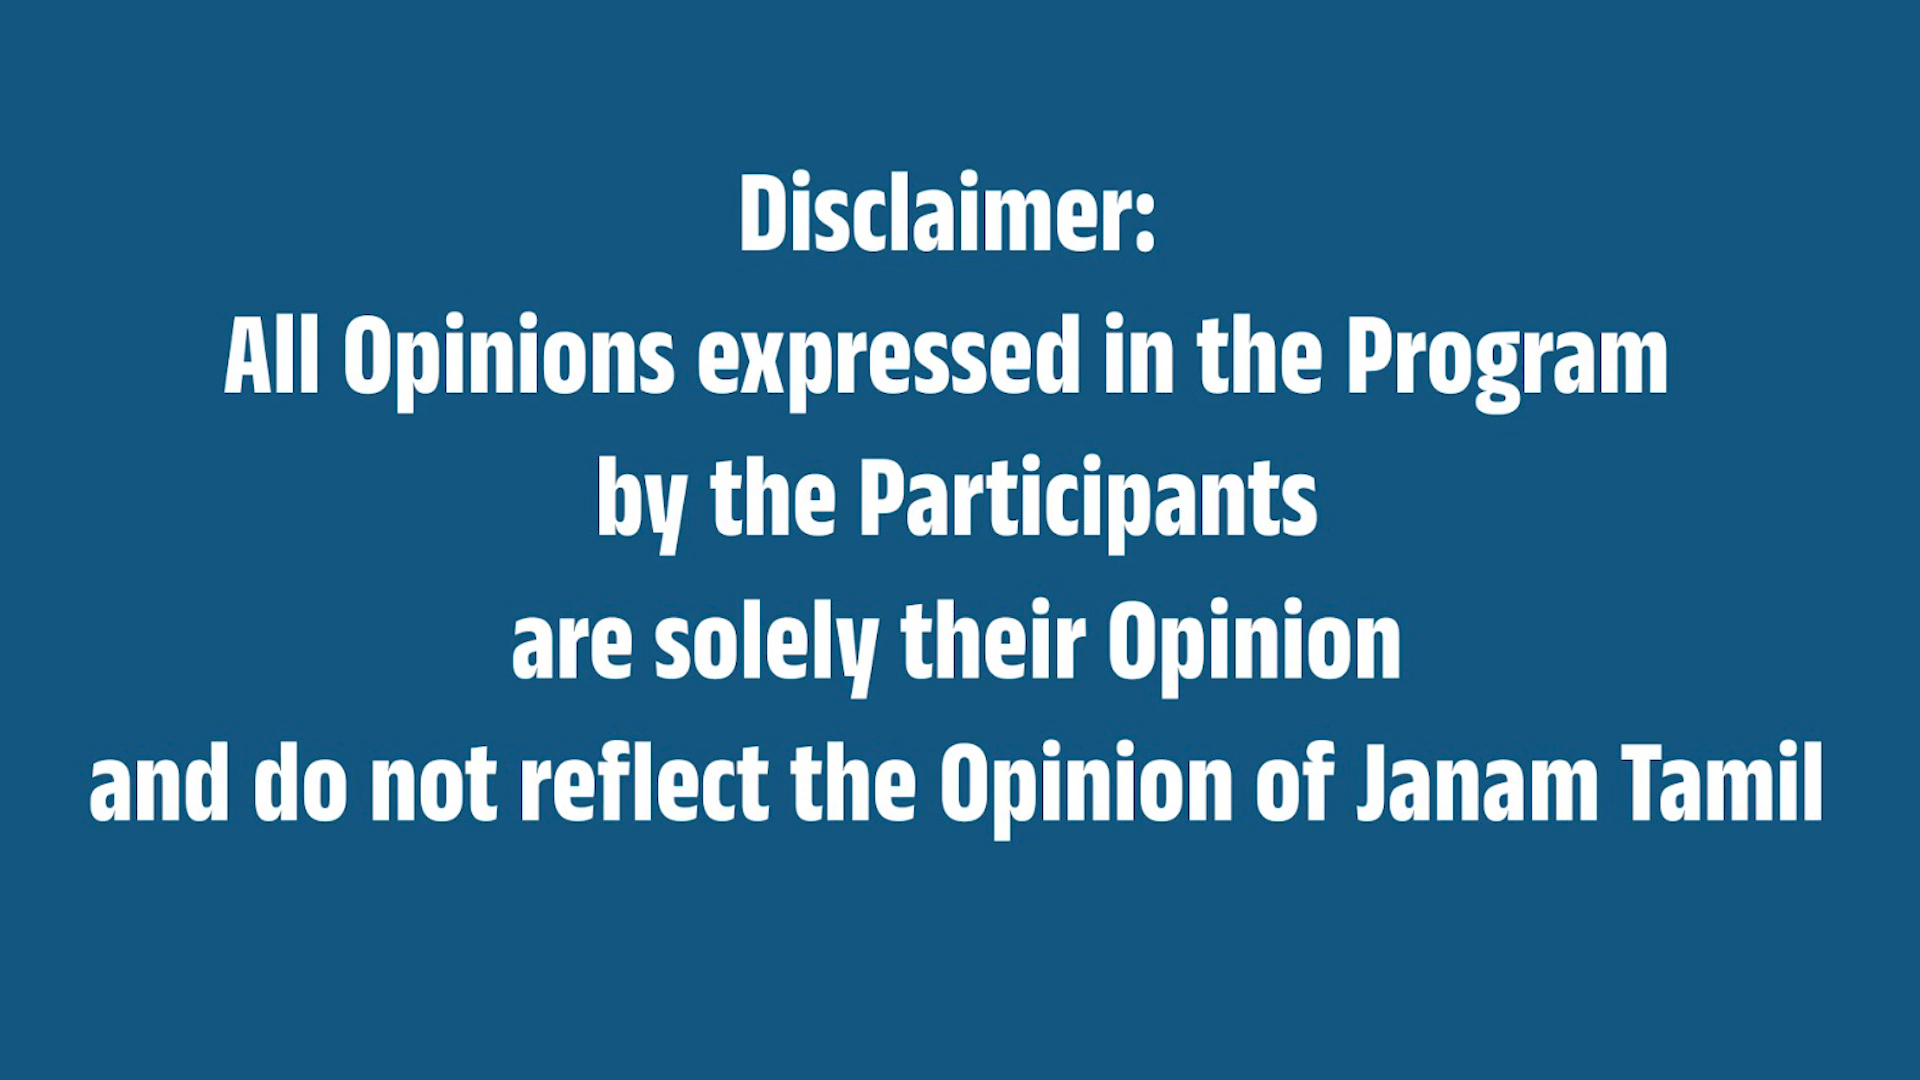 Disclaimer:
All Opinions expressed in the Program
by the Participants
are solely their Opinion
and do not reflect the Opinion of Janam Tamil